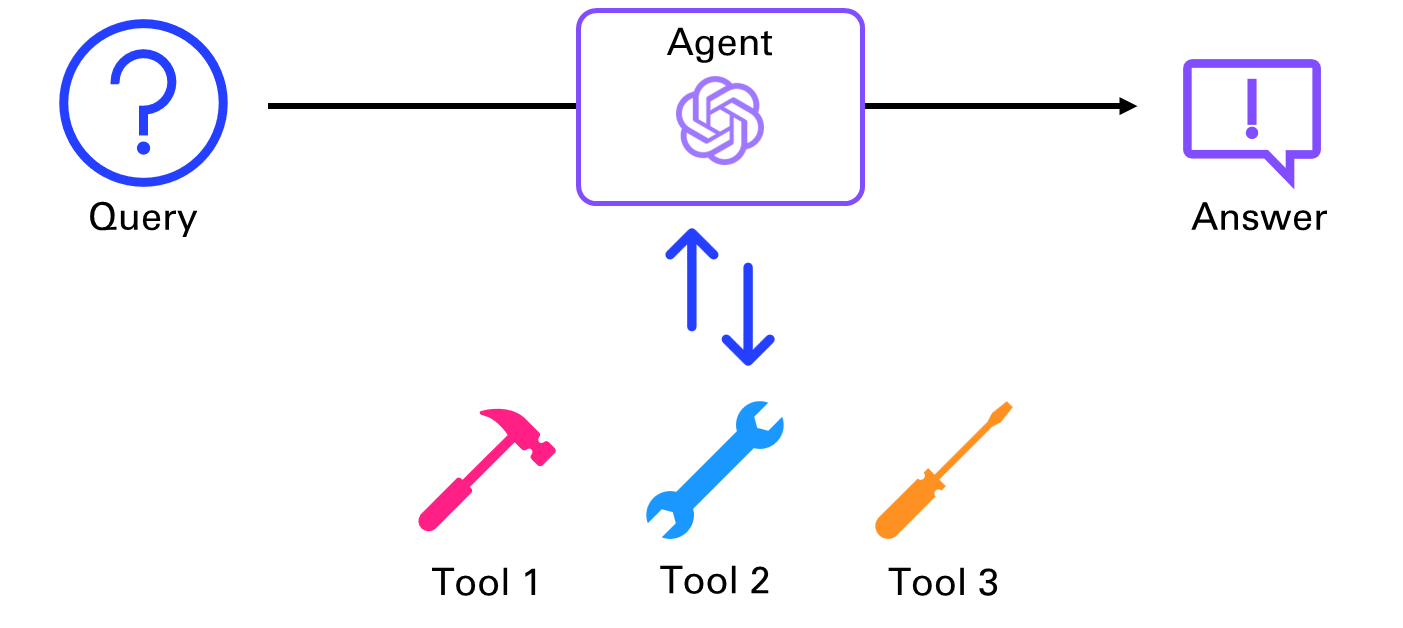 Agent
Query
Answer
Tool 1
Tool 2
Tool 3